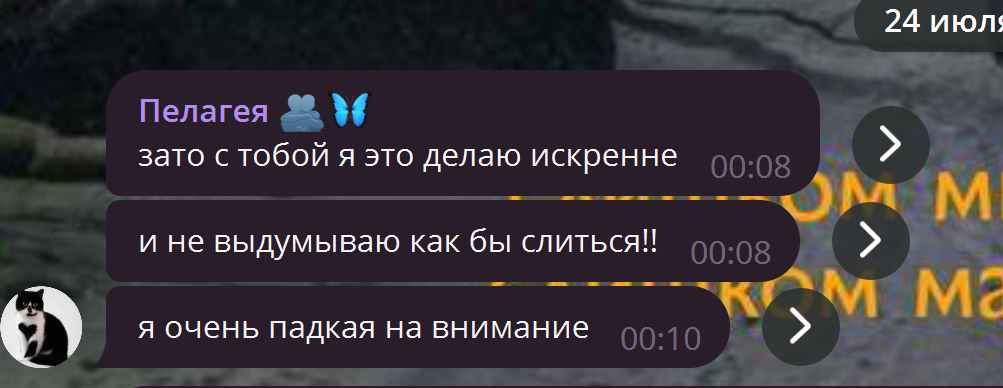 24 июля
Пелагея 🫂🦋
зато с тобой я это делаю искренне 00:08
и не выдумываю как бы слиться!! 00:08
я очень падкая на внимание 00:10